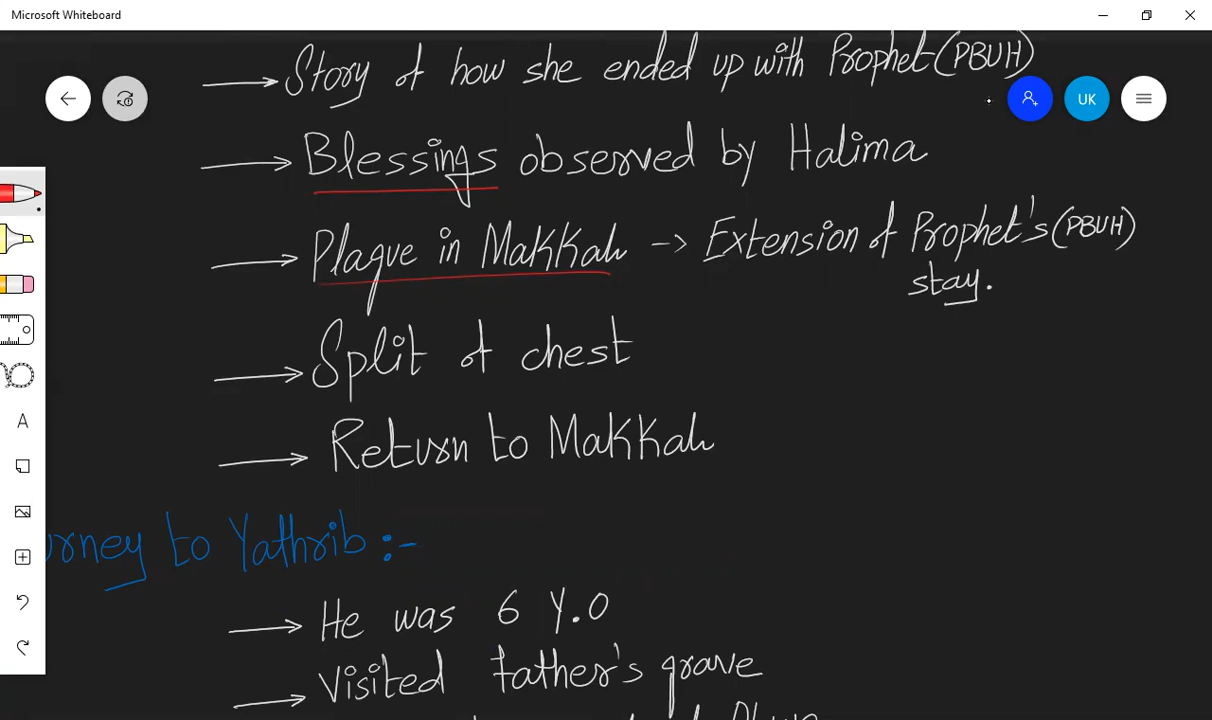 Microsoft Whiteboard
Story of how she ended up with Prophet(PBUH)
UK
Blessings observed by Halima
Plague in Makkah -> Extension of Prophet's (PBUH)
stay.
Split of chest
Return to Makkah
urney to Yathrib :-
He was 6 Y.O
Visited father's grave
A